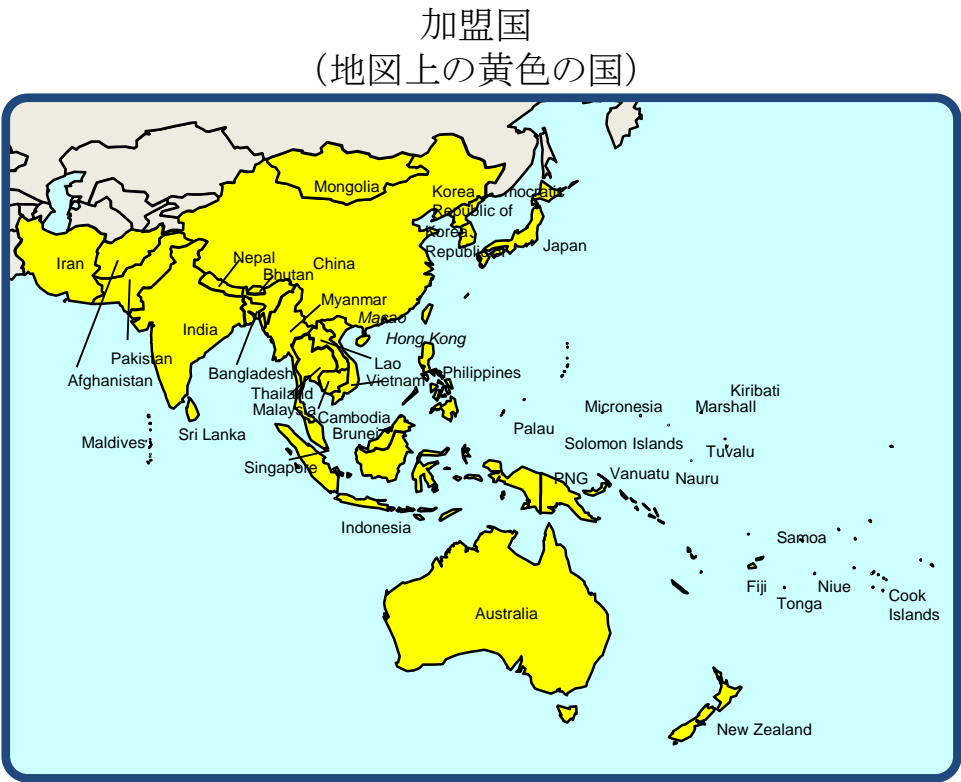 加盟国
（地図上の黄色の国）
Mongolia
Korea
mocratic
Republic of
Korea
Republic of
Japan
Iran
Nepal
Bhutan
China
Myanmar
Macao
India
Hong Kong
Pakistan
Afghanistan
Bangladesh
Lao
Thailand
Vietnam
Philippines
Malaysia
Cambodia
Brunei
Maldives
Sri Lanka
Singapore
Indonesia
Palau
Micronesia
Kiribati
Marshall
Solomon Islands
Tuvalu
PNG
Vanuatu
Nauru
Samoa
Fiji
Niue
Tonga
Cook
Islands
Australia
New Zealand